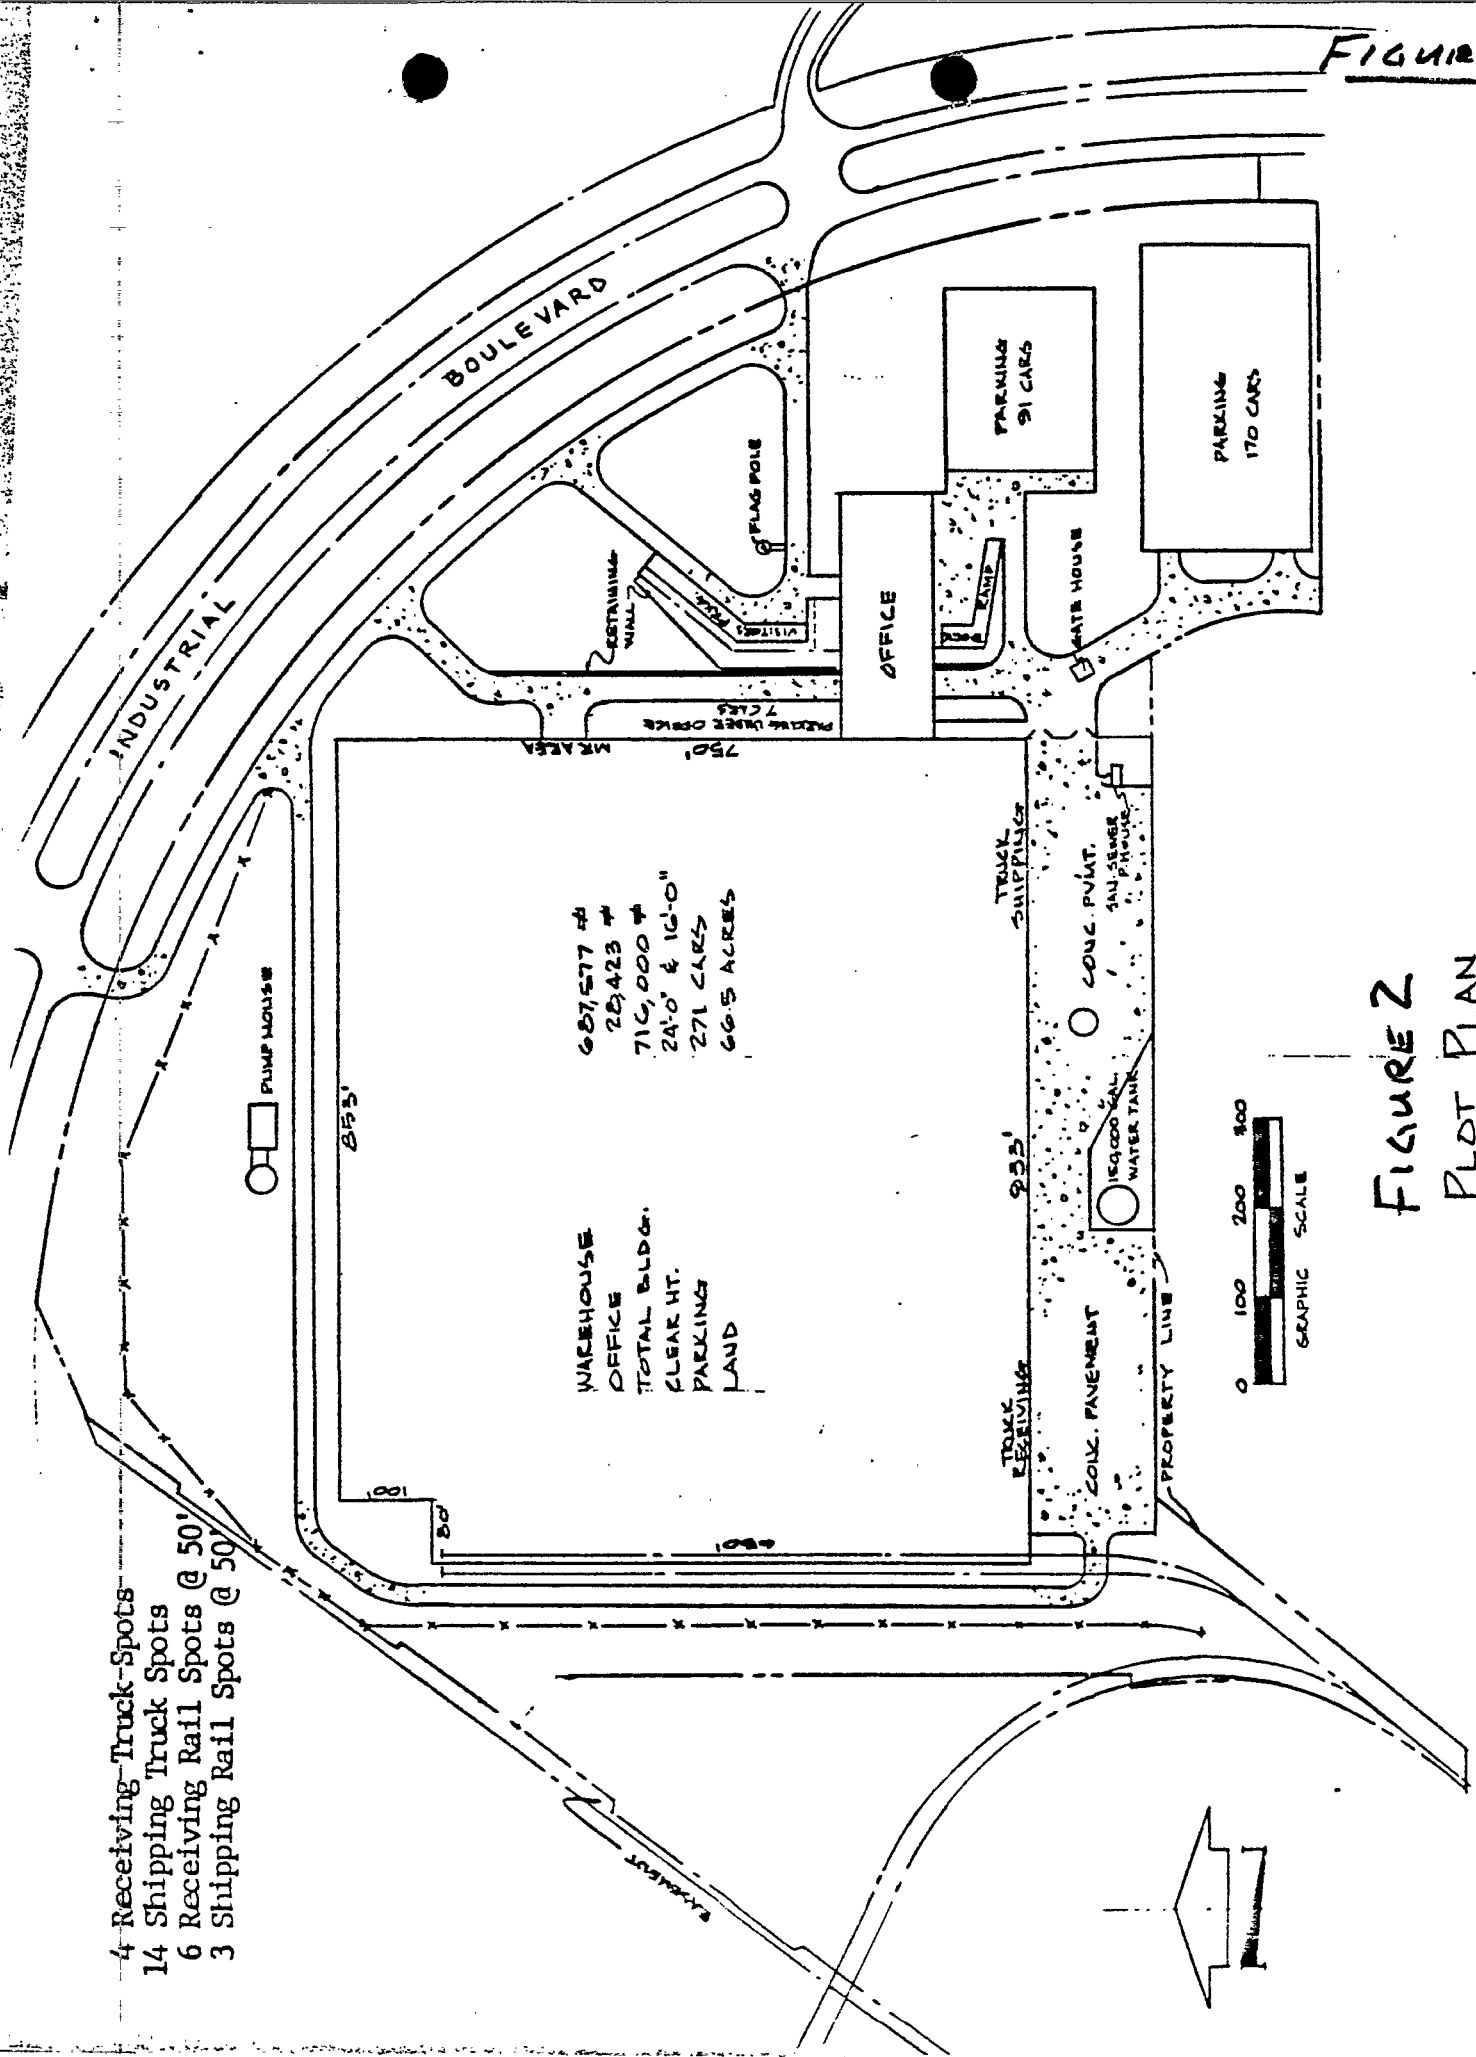 FIGURE
4 Receiving Truck Spots
14 Shipping Truck Spots
6 Receiving Rail Spots @ 50'
3 Shipping Rail Spots @ 50'
INDUSTRIAL
BOULEVARD
PUMP HOUSE
RETAINING
WALL
FLAG POLE
VISITORS
PARKING UNDER OFFICE
7 CARS
OFFICE
DOCK
RAMP
PARKING
91 CARS
PARKING
170 CARS
GATE HOUSE
853'
100'
80'
750'
933'
WAREHOUSE 687,577 #
OFFICE 28,423 #
TOTAL BLDG. 716,000 #
CLEAR HT. 24'-0" & 16'-0"
PARKING 271 CARS
LAND 66.5 ACRES
TRUCK
RECEIVING
TRUCK
SHIPPING
CONC. PAVEMENT
CONC. PVMT.
150,000 GAL.
WATER TANK
SAN. SEWER
P. HOUSE
PROPERTY LINE
EASEMENT
0 100 200 300
GRAPHIC SCALE
FIGURE 2
PLOT PLAN